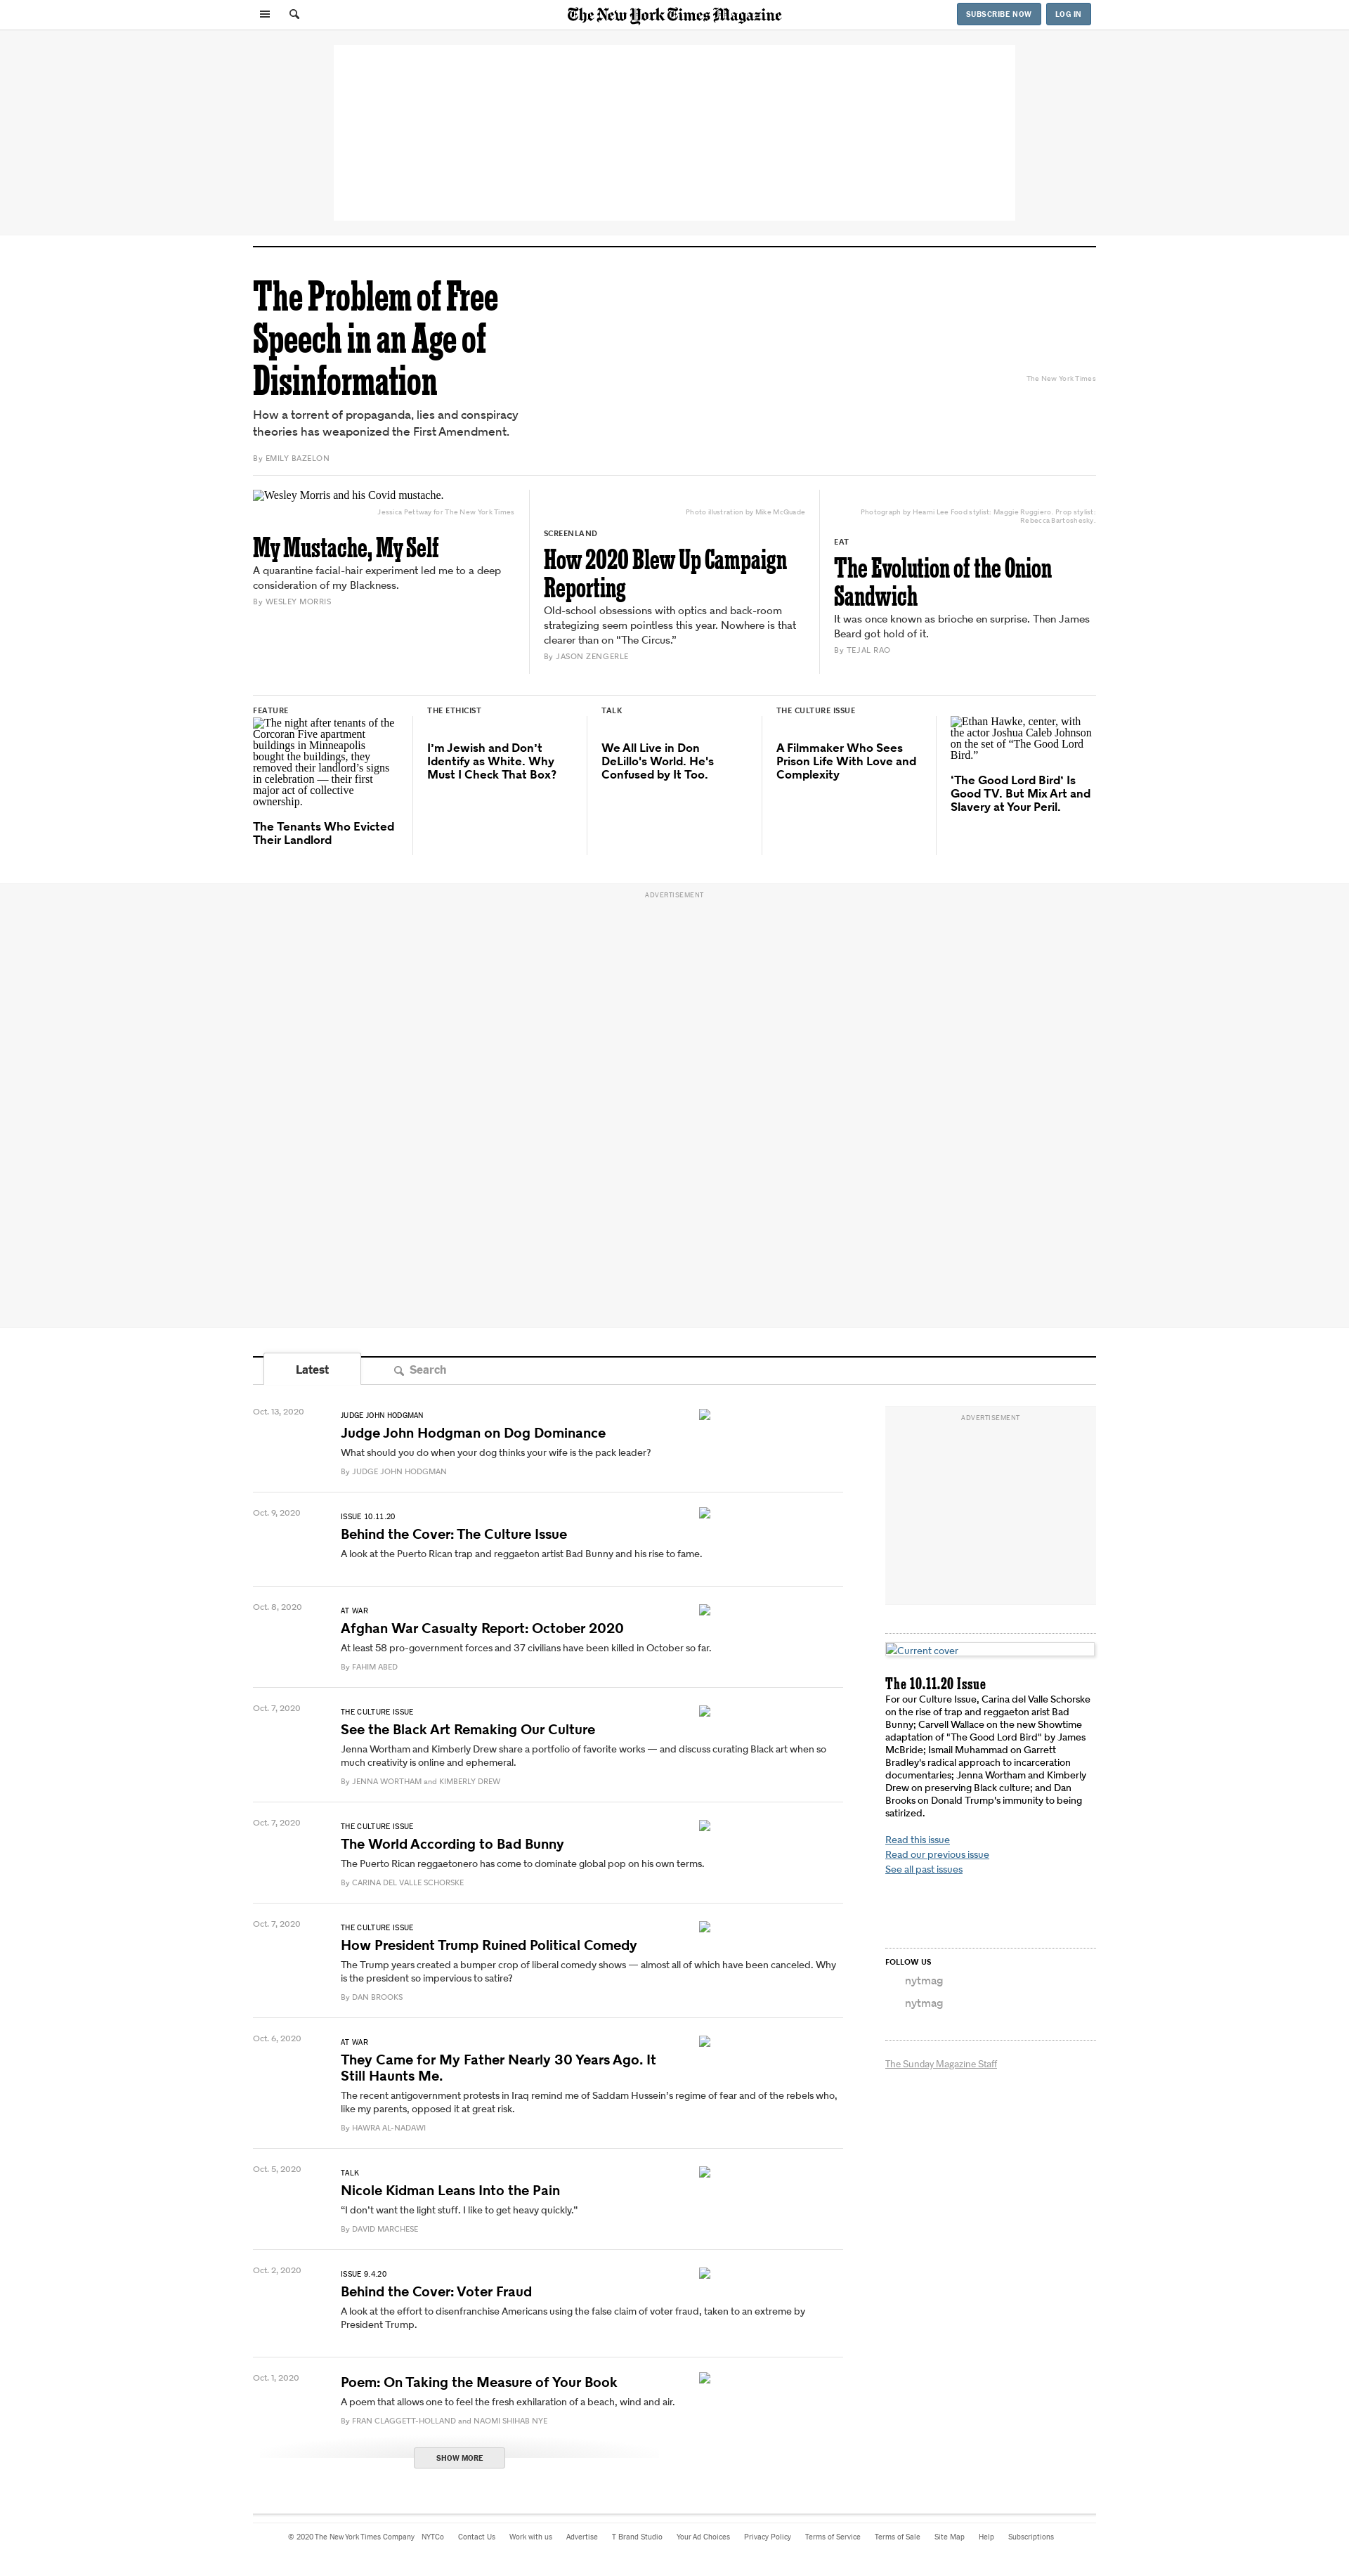 The New York Times Magazine
SUBSCRIBE NOW
LOG IN
The Problem of Free
Speech in an Age of
Disinformation
How a torrent of propaganda, lies and conspiracy
theories has weaponized the First Amendment.
By EMILY BAZELON
The New York Times
Wesley Morris and his Covid mustache.
Jessica Pettway for The New York Times
My Mustache, My Self
A quarantine facial-hair experiment led me to a deep
consideration of my Blackness.
By WESLEY MORRIS
Photo illustration by Mike McQuade
SCREENLAND
How 2020 Blew Up Campaign
Reporting
Old-school obsessions with optics and back-room
strategizing seem pointless this year. Nowhere is that
clearer than on “The Circus.”
By JASON ZENGERLE
Photograph by Heami Lee Food stylist: Maggie Ruggiero. Prop stylist:
Rebecca Bartoshesky.
EAT
The Evolution of the Onion
Sandwich
It was once known as brioche en surprise. Then James
Beard got hold of it.
By TEJAL RAO
FEATURE
The night after tenants of the
Corcoran Five apartment
buildings in Minneapolis
bought the buildings, they
removed their landlord’s signs
in celebration — their first
major act of collective
ownership.
The Tenants Who Evicted
Their Landlord
THE ETHICIST
I’m Jewish and Don’t
Identify as White. Why
Must I Check That Box?
TALK
We All Live in Don
DeLillo's World. He's
Confused by It Too.
THE CULTURE ISSUE
A Filmmaker Who Sees
Prison Life With Love and
Complexity
Ethan Hawke, center, with
the actor Joshua Caleb Johnson
on the set of “The Good Lord
Bird.”
‘The Good Lord Bird’ Is
Good TV. But Mix Art and
Slavery at Your Peril.
ADVERTISEMENT
Latest
Search
Oct. 13, 2020
JUDGE JOHN HODGMAN
Judge John Hodgman on Dog Dominance
What should you do when your dog thinks your wife is the pack leader?
By JUDGE JOHN HODGMAN
Oct. 9, 2020
ISSUE 10.11.20
Behind the Cover: The Culture Issue
A look at the Puerto Rican trap and reggaeton artist Bad Bunny and his rise to fame.
Oct. 8, 2020
AT WAR
Afghan War Casualty Report: October 2020
At least 58 pro-government forces and 37 civilians have been killed in October so far.
By FAHIM ABED
Oct. 7, 2020
THE CULTURE ISSUE
See the Black Art Remaking Our Culture
Jenna Wortham and Kimberly Drew share a portfolio of favorite works — and discuss curating Black art when so
much creativity is online and ephemeral.
By JENNA WORTHAM and KIMBERLY DREW
Oct. 7, 2020
THE CULTURE ISSUE
The World According to Bad Bunny
The Puerto Rican reggaetonero has come to dominate global pop on his own terms.
By CARINA DEL VALLE SCHORSKE
Oct. 7, 2020
THE CULTURE ISSUE
How President Trump Ruined Political Comedy
The Trump years created a bumper crop of liberal comedy shows — almost all of which have been canceled. Why
is the president so impervious to satire?
By DAN BROOKS
Oct. 6, 2020
AT WAR
They Came for My Father Nearly 30 Years Ago. It
Still Haunts Me.
The recent antigovernment protests in Iraq remind me of Saddam Hussein’s regime of fear and of the rebels who,
like my parents, opposed it at great risk.
By HAWRA AL-NADAWI
Oct. 5, 2020
TALK
Nicole Kidman Leans Into the Pain
“I don’t want the light stuff. I like to get heavy quickly.”
By DAVID MARCHESE
Oct. 2, 2020
ISSUE 9.4.20
Behind the Cover: Voter Fraud
A look at the effort to disenfranchise Americans using the false claim of voter fraud, taken to an extreme by
President Trump.
Oct. 1, 2020
Poem: On Taking the Measure of Your Book
A poem that allows one to feel the fresh exhilaration of a beach, wind and air.
By FRAN CLAGGETT-HOLLAND and NAOMI SHIHAB NYE
SHOW MORE
ADVERTISEMENT
Current cover
The 10.11.20 Issue
For our Culture Issue, Carina del Valle Schorske
on the rise of trap and reggaeton arist Bad
Bunny; Carvell Wallace on the new Showtime
adaptation of "The Good Lord Bird" by James
McBride; Ismail Muhammad on Garrett
Bradley's radical approach to incarceration
documentaries; Jenna Wortham and Kimberly
Drew on preserving Black culture; and Dan
Brooks on Donald Trump's immunity to being
satirized.
Read this issue
Read our previous issue
See all past issues
FOLLOW US
nytmag
nytmag
The Sunday Magazine Staff
© 2020 The New York Times Company NYTCo Contact Us Work with us Advertise T Brand Studio Your Ad Choices Privacy Policy Terms of Service Terms of Sale Site Map Help Subscriptions